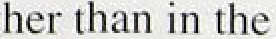 her than in the